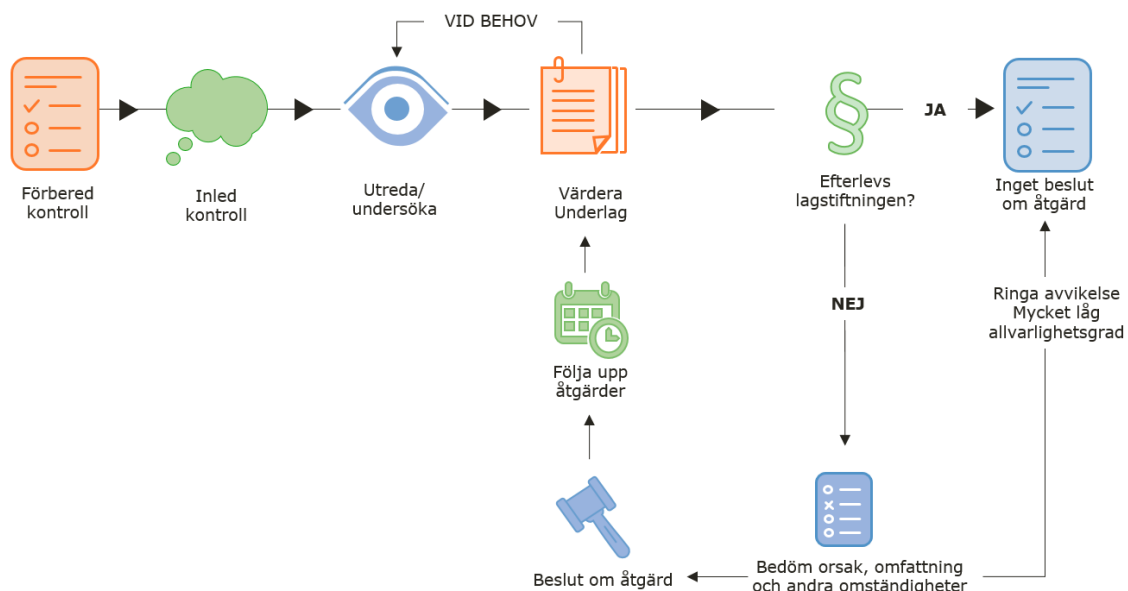 VID BEHOV
Förbered
kontroll
Inled
kontroll
Utreda/
undersöka
Värdera
Underlag
Efterlevs
lagstiftningen?
JA
Inget beslut
om åtgärd
NEJ
Ringa avvikelse
Mycket låg
allvarlighetsgrad
Följa upp
åtgärder
Beslut om åtgärd
Bedöm orsak, omfattning
och andra omständigheter